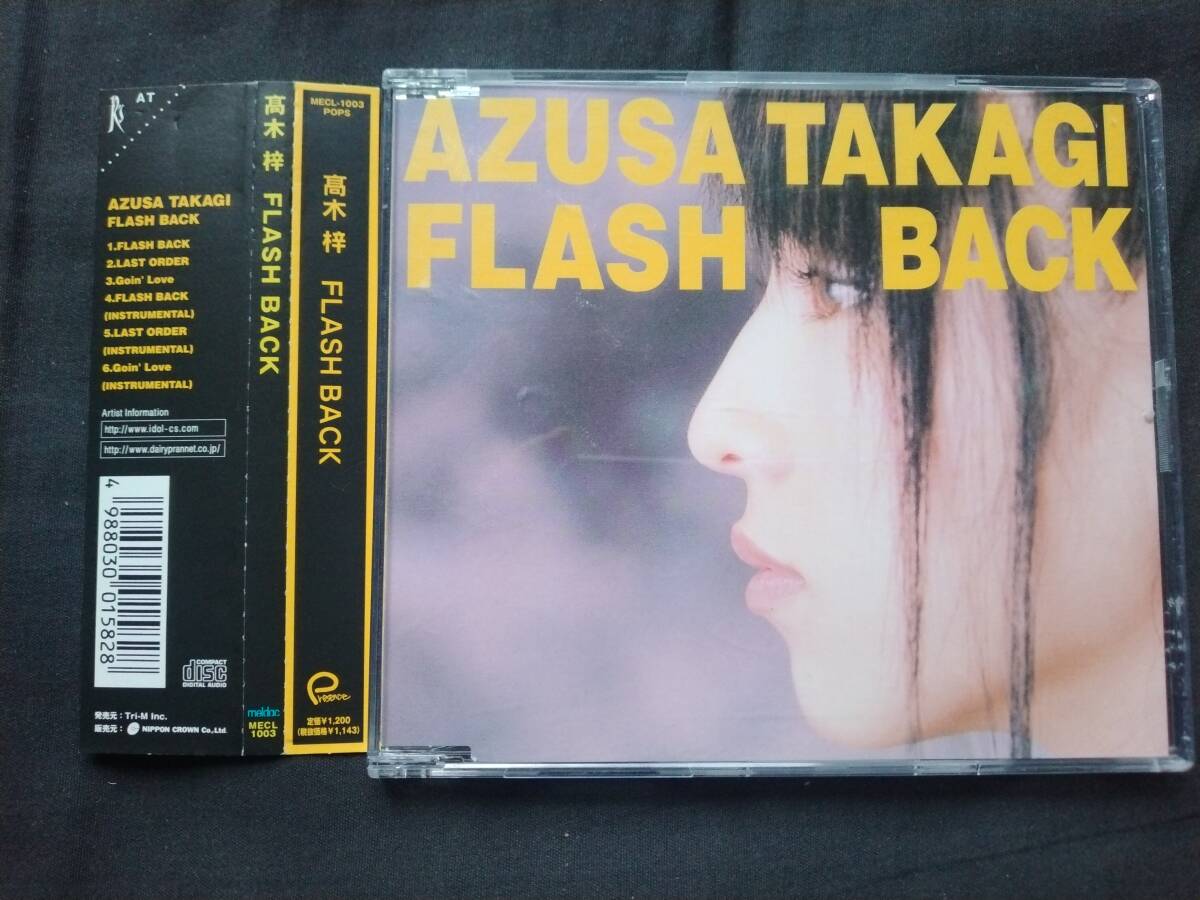 AT
AZUSA TAKAGI
FLASH BACK
1.FLASH BACK
2.LAST ORDER
3.Goin' Love
4.FLASH BACK
(INSTRUMENTAL)
5.LAST ORDER
(INSTRUMENTAL)
6.Goin' Love
(INSTRUMENTAL)
Artist Information
http://www.idol-cs.com
http://www.dairyprannet.co.jp/
4 988030 015828
COMPACT
disc
DIGITAL AUDIO
発売元：Tri-M Inc.
販売元： NIPPON CROWN Co.,Ltd.
高木 梓 FLASH BACK
meldac
MECL
1003
MECL-1003
POPS
高木 梓 FLASH BACK
Presence
定価¥1,200
(税抜価格¥1,143)
AZUSA TAKAGI
FLASH BACK